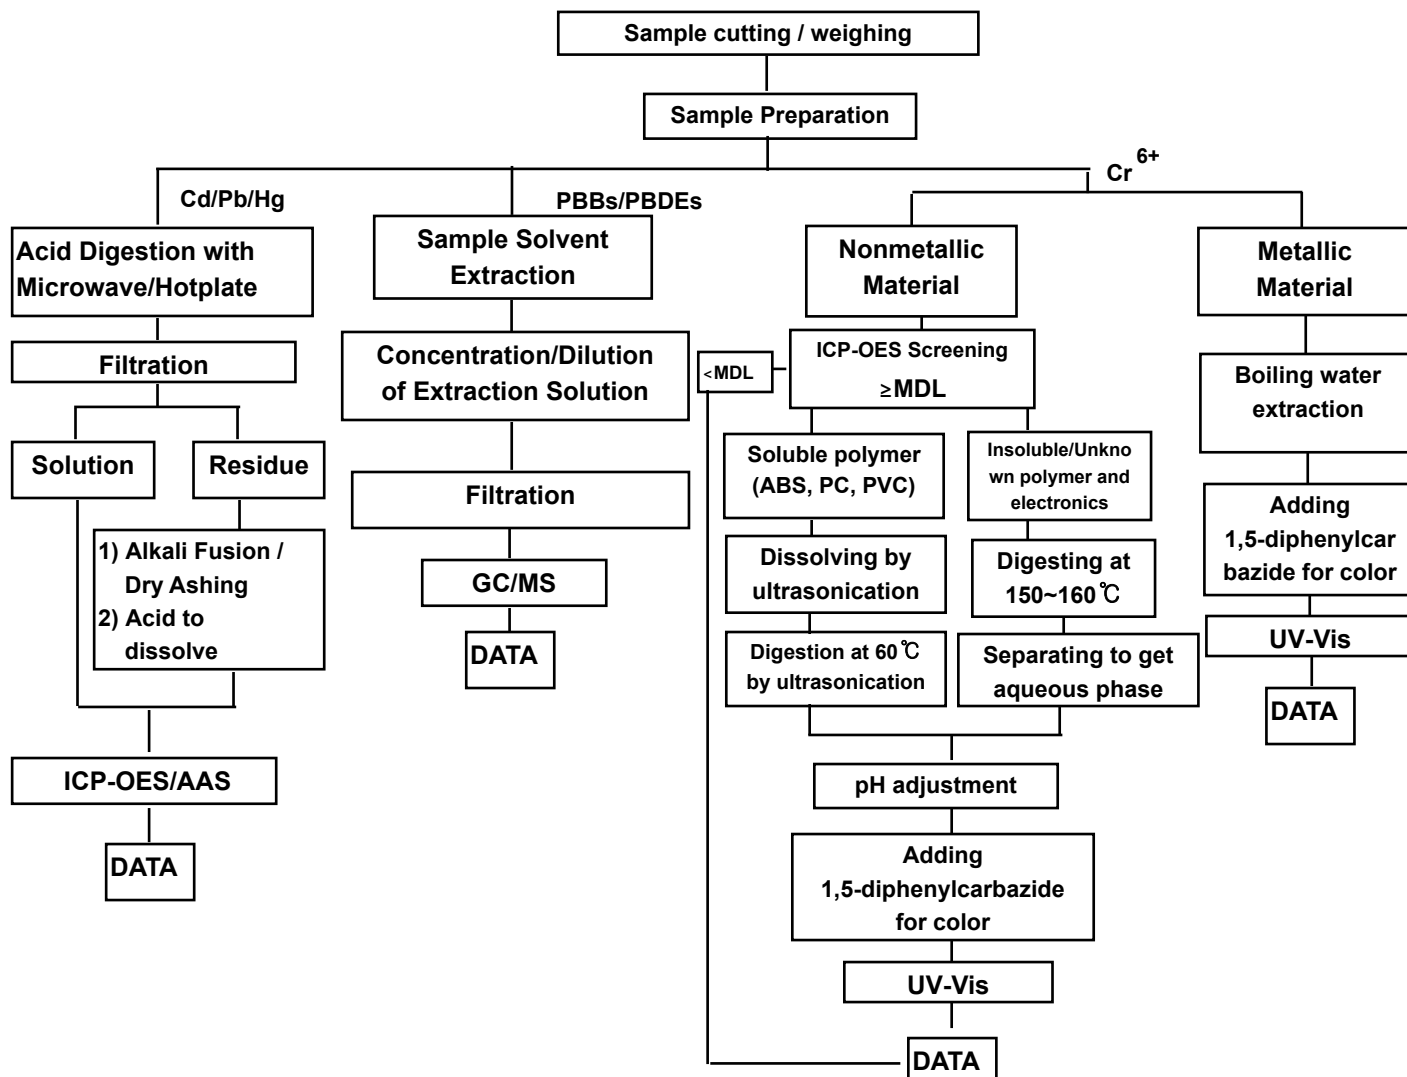 Sample cutting / weighing
Sample Preparation
Cr 6+
Cd/Pb/Hg
PBBs/PBDEs
Acid Digestion with
Microwave/Hotplate
Sample Solvent
Extraction
Nonmetallic
Material
Metallic
Material
Filtration
Concentration/Dilution
of Extraction Solution
<MDL
ICP-OES Screening
≥MDL
Boiling water
extraction
Solution
Residue
Filtration
Soluble polymer
(ABS, PC, PVC)
Insoluble/Unkno
wn polymer and
electronics
Adding
1,5-diphenylcar
bazide for color
1) Alkali Fusion /
Dry Ashing
2) Acid to
dissolve
GC/MS
Dissolving by
ultrasonication
Digesting at
150~160℃
UV-Vis
DATA
Digestion at 60℃
by ultrasonication
Separating to get
aqueous phase
DATA
ICP-OES/AAS
pH adjustment
DATA
Adding
1,5-diphenylcarbazide
for color
UV-Vis
DATA